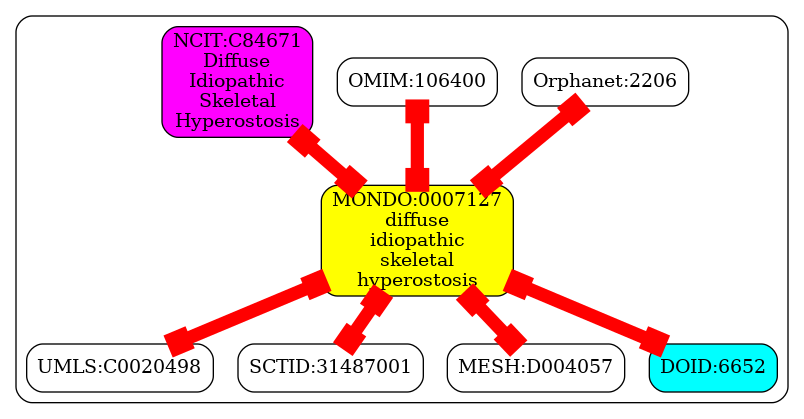 NCIT:C84671
Diffuse
Idiopathic
Skeletal
Hyperostosis
OMIM:106400
Orphanet:2206
MONDO:0007127
diffuse
idiopathic
skeletal
hyperostosis
UMLS:C0020498
SCTID:31487001
MESH:D004057
DOID:6652